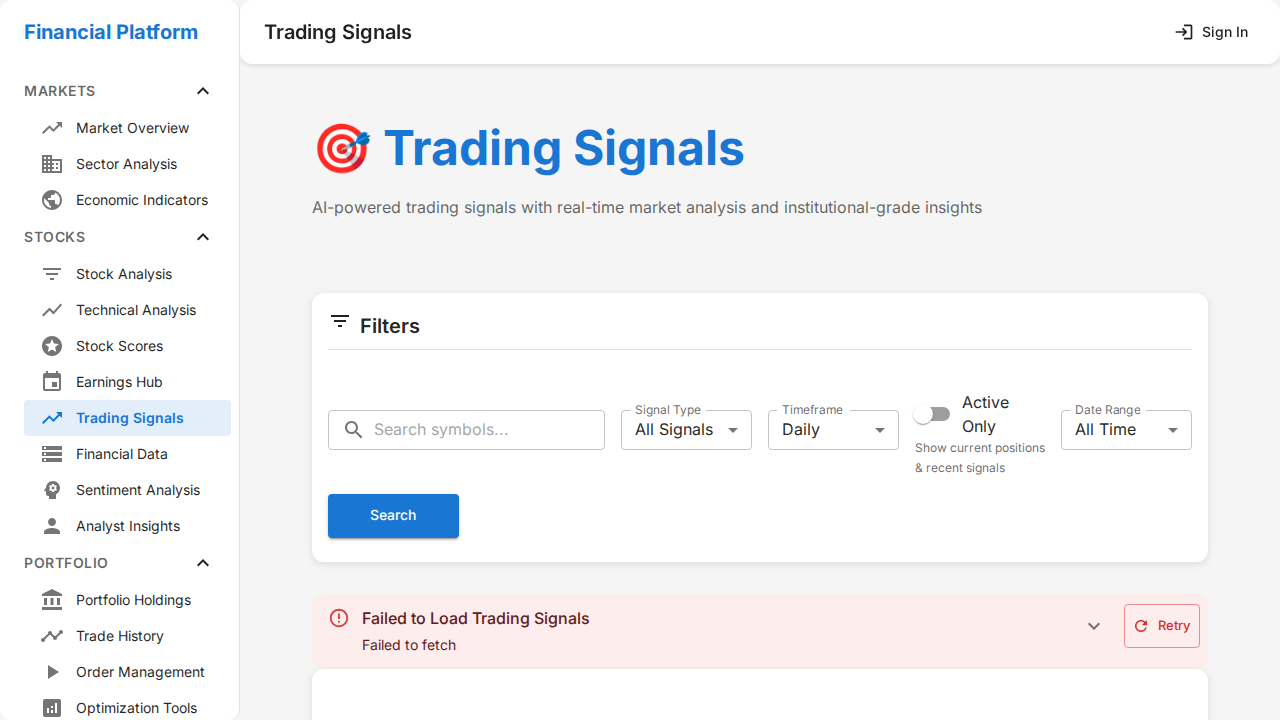 Financial Platform
MARKETS
Market Overview
Sector Analysis
Economic Indicators
STOCKS
Stock Analysis
Technical Analysis
Stock Scores
Earnings Hub
Trading Signals
Financial Data
Sentiment Analysis
Analyst Insights
PORTFOLIO
Portfolio Holdings
Trade History
Order Management
Optimization Tools
Trading Signals
Sign In
🎯 Trading Signals
AI-powered trading signals with real-time market analysis and institutional-grade insights
Filters
Search symbols...
Signal Type
All Signals
Timeframe
Daily
Active
Only
Show current positions
& recent signals
Date Range
All Time
Search
Failed to Load Trading Signals
Failed to fetch
Retry